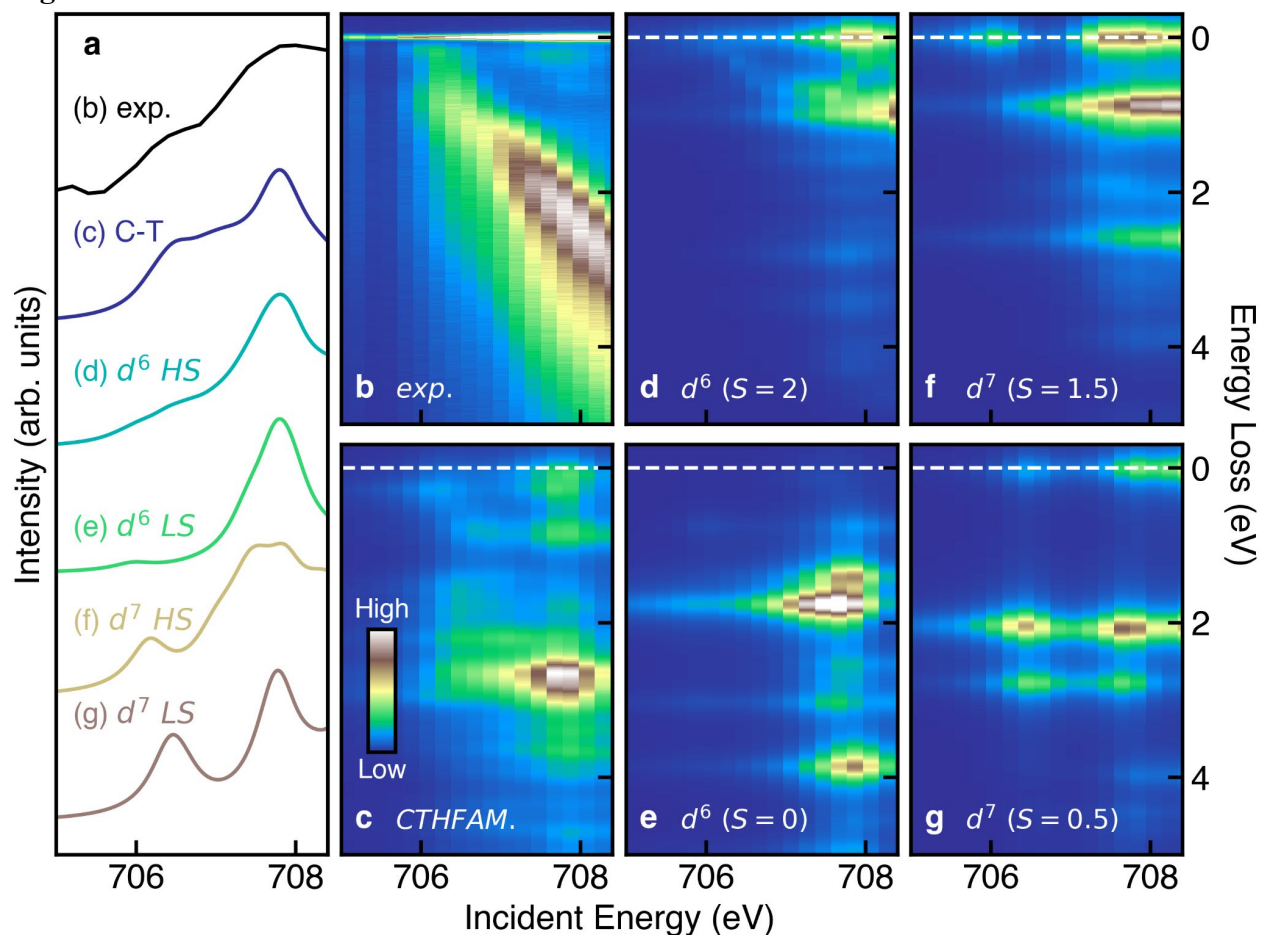 a
(b) exp.
(c) C-T
(d) d⁶ HS
(e) d⁶ LS
(f) d⁷ HS
(g) d⁷ LS
Intensity (arb. units)
706 708
b exp.
d d⁶ (S = 2)
f d⁷ (S = 1.5)
0
2
4
High
Low
c CTHFAM.
e d⁶ (S = 0)
g d⁷ (S = 0.5)
0
2
4
706 708
706 708
706 708
Incident Energy (eV)
Energy Loss (eV)